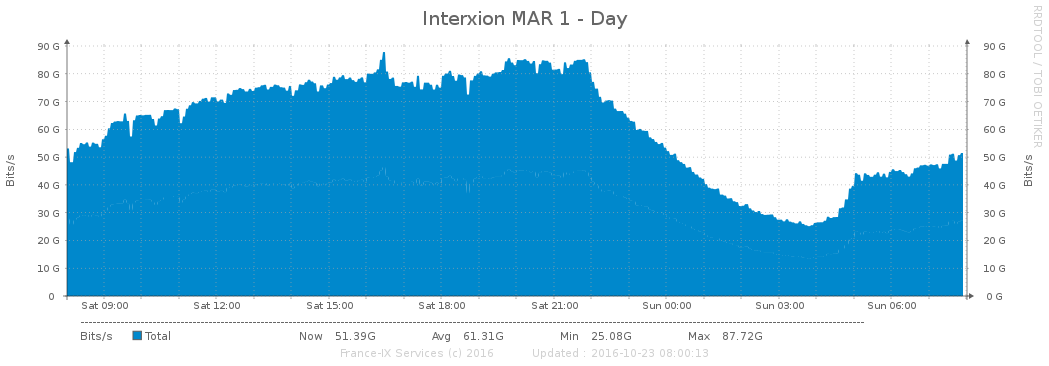 Interxion MAR 1 - Day
RRDTOOL / TOBI OETIKER
Bits/s
90 G
80 G
70 G
60 G
50 G
40 G
30 G
20 G
10 G
0
90 G
80 G
70 G
60 G
50 G
40 G
30 G
20 G
10 G
0 G
Bits/s
Sat 09:00 Sat 12:00 Sat 15:00 Sat 18:00 Sat 21:00 Sun 00:00 Sun 03:00 Sun 06:00
Bits/s Total Now 51.39G Avg 61.31G Min 25.08G Max 87.72G
France-IX Services (c) 2016 Updated : 2016-10-23 08:00:13